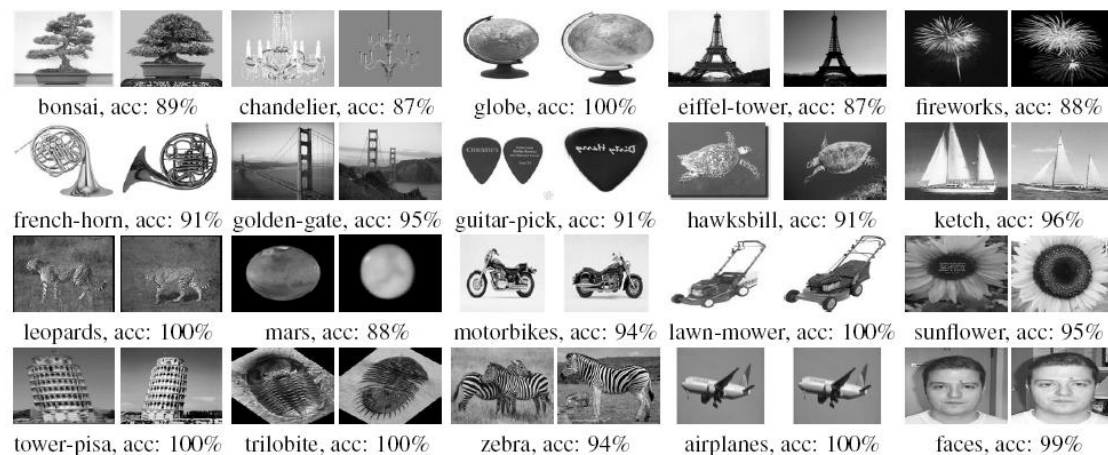 bonsai, acc: 89% chandelier, acc: 87% globe, acc: 100% eiffel-tower, acc: 87% fireworks, acc: 88%
CHRISTIE'S Dirty Harry
french-horn, acc: 91% golden-gate, acc: 95% guitar-pick, acc: 91% hawksbill, acc: 91% ketch, acc: 96%
leopards, acc: 100% mars, acc: 88% motorbikes, acc: 94% lawn-mower, acc: 100% sunflower, acc: 95%
tower-pisa, acc: 100% trilobite, acc: 100% zebra, acc: 94% airplanes, acc: 100% faces, acc: 99%